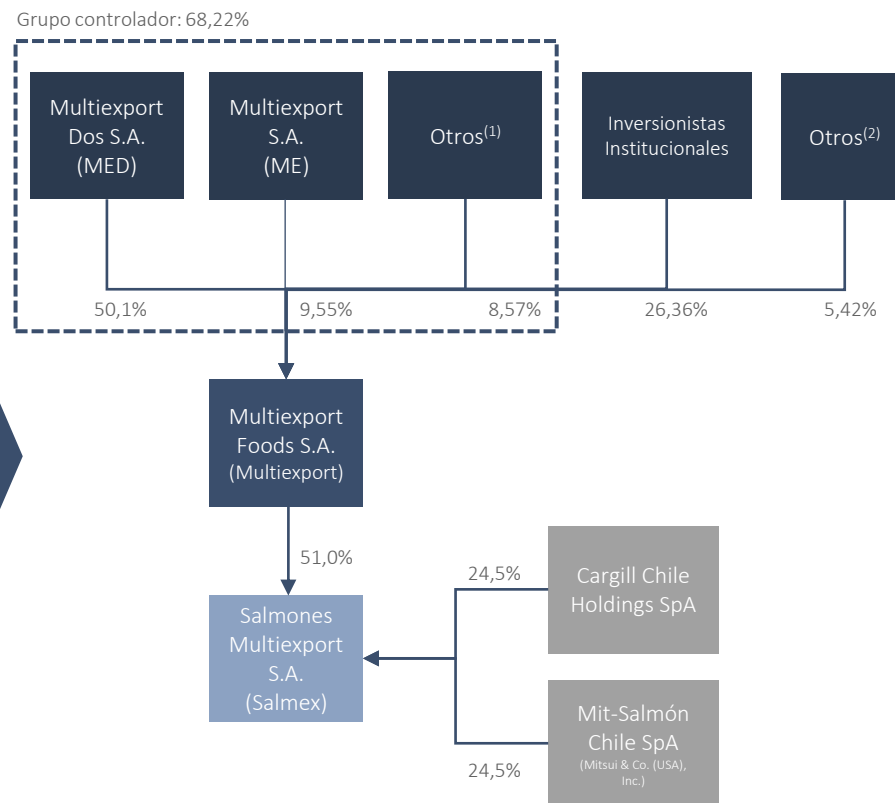 Grupo controlador: 68,22%
Multiexport
Dos S.A.
(MED)
Multiexport
S.A.
(ME)
Otros(1)
Inversionistas
Institucionales
Otros(2)
50,1%
9,55%
8,57%
26,36%
5,42%
Multiexport
Foods S.A.
(Multiexport)
51,0%
Salmones
Multiexport
S.A.
(Salmex)
24,5%
Cargill Chile
Holdings SpA
Mit-Salmón
Chile SpA
(Mitsui & Co. (USA),
Inc.)
24,5%